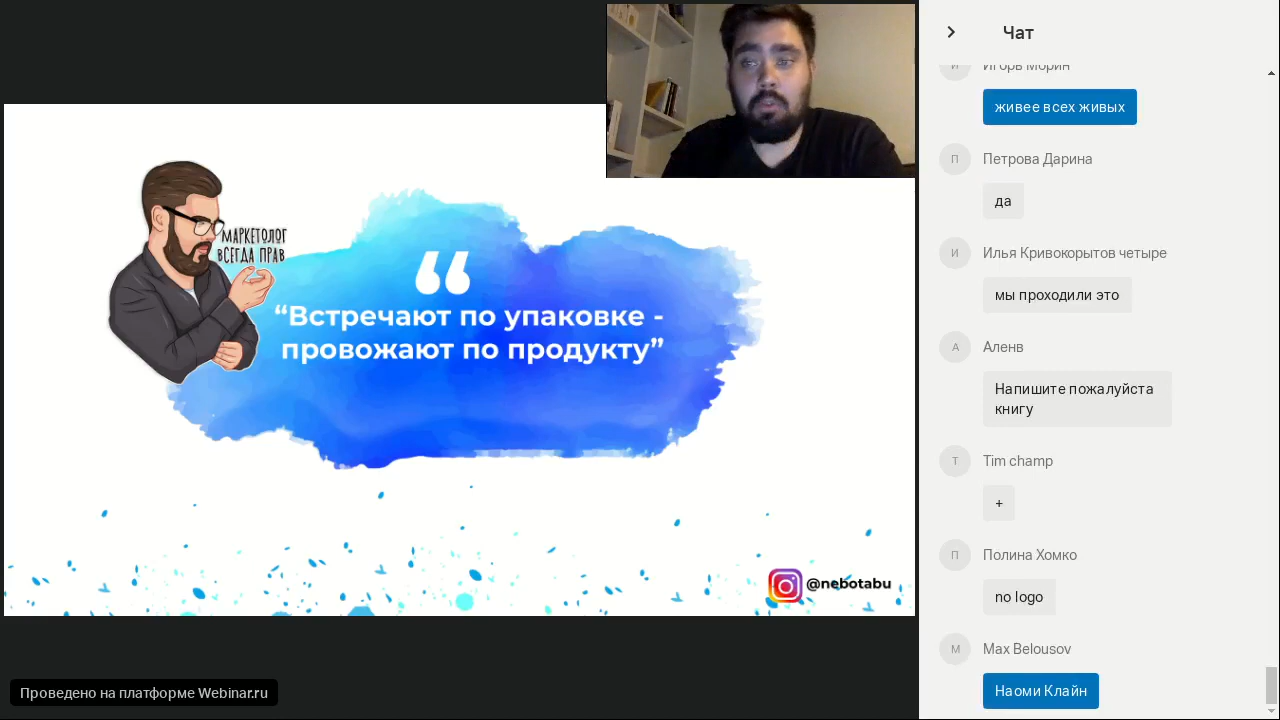 МАРКЕТОЛОГ
ВСЕГДА ПРАВ
“Встречают по упаковке -
провожают по продукту”
@nebotabu
Проведено на платформе Webinar.ru
Чат
И
Игорь Морин
живее всех живых
П
Петрова Дарина
да
И
Илья Кривокорытов четыре
мы проходили это
А
Аленв
Напишите пожалуйста
книгу
T
Tim champ
+
П
Полина Хомко
no logo
M
Max Belousov
Наоми Клайн